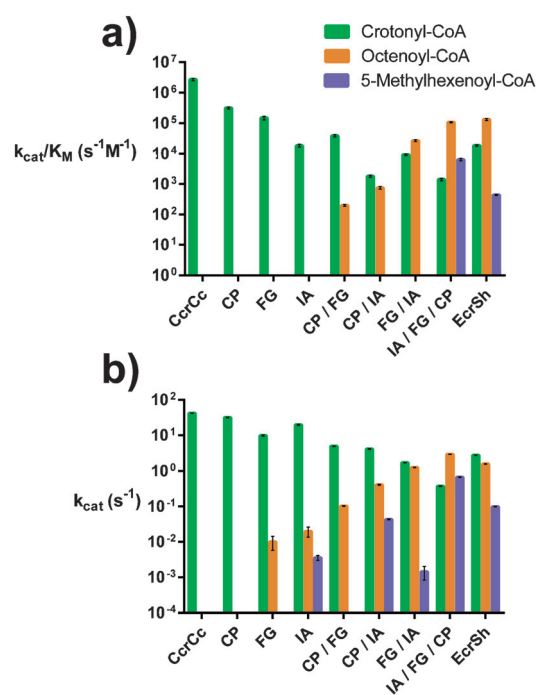 a)
Crotonyl-CoA
Octenoyl-CoA
5-Methylhexenoyl-CoA
k_cat/K_M (s⁻¹M⁻¹)
10⁷
10⁶
10⁵
10⁴
10³
10²
10¹
10⁰
CcrCc
CP
FG
IA
CP / FG
CP / IA
FG / IA
IA / FG / CP
EcrSh
b)
k_cat (s⁻¹)
10²
10¹
10⁰
10⁻¹
10⁻²
10⁻³
10⁻⁴
CcrCc
CP
FG
IA
CP / FG
CP / IA
FG / IA
IA / FG / CP
EcrSh